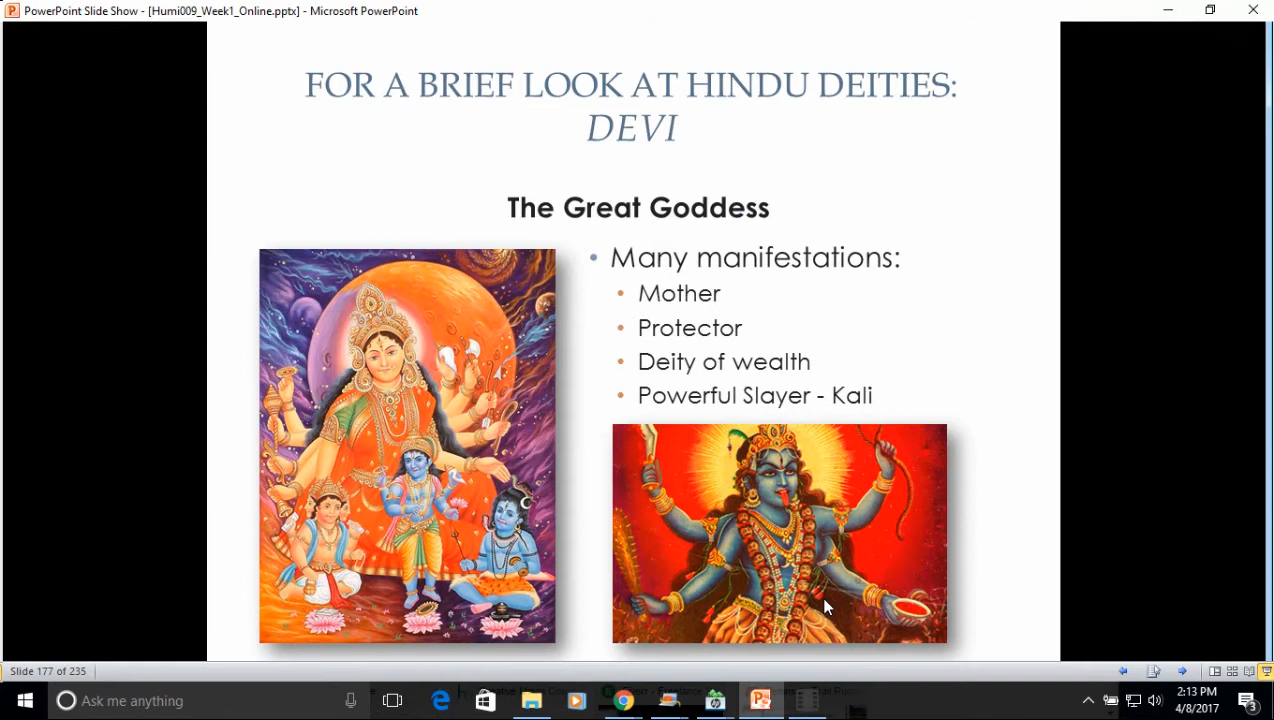 PowerPoint Slide Show - [Humi009_Week1_Online.pptx] - Microsoft PowerPoint
FOR A BRIEF LOOK AT HINDU DEITIES:
DEVI
The Great Goddess
• Many manifestations:
• Mother
• Protector
• Deity of wealth
• Powerful Slayer - Kali
Slide 177 of 235
Ask me anything
2:13 PM
4/8/2017
3